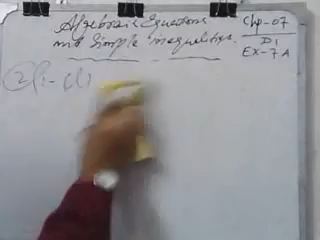 Algebraic Equations Chp-07
and Simple inequalities. D1
EX-7A